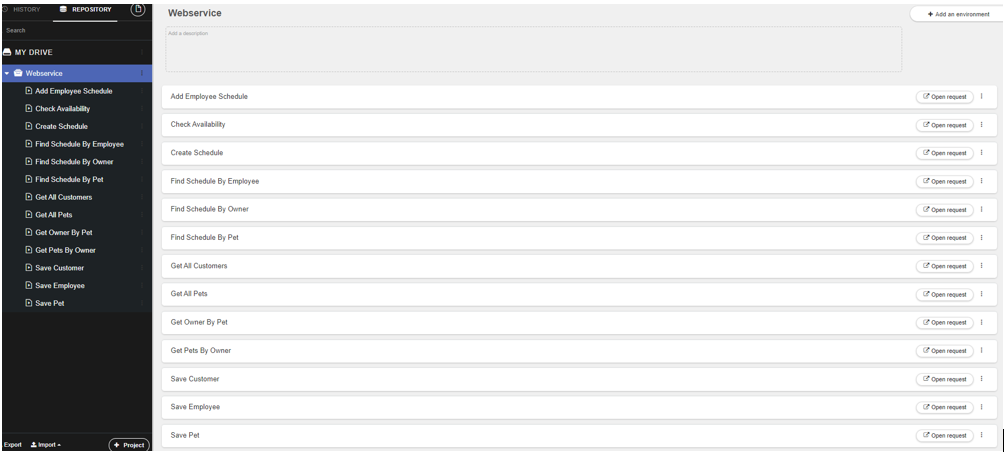 HISTORY
REPOSITORY
Search
MY DRIVE
Webservice
Add Employee Schedule
Check Availability
Create Schedule
Find Schedule By Employee
Find Schedule By Owner
Find Schedule By Pet
Get All Customers
Get All Pets
Get Owner By Pet
Get Pets By Owner
Save Customer
Save Employee
Save Pet
Export Import + Project
Webservice
+ Add an environment
Add a description
Add Employee Schedule Open request
Check Availability Open request
Create Schedule Open request
Find Schedule By Employee Open request
Find Schedule By Owner Open request
Find Schedule By Pet Open request
Get All Customers Open request
Get All Pets Open request
Get Owner By Pet Open request
Get Pets By Owner Open request
Save Customer Open request
Save Employee Open request
Save Pet Open request